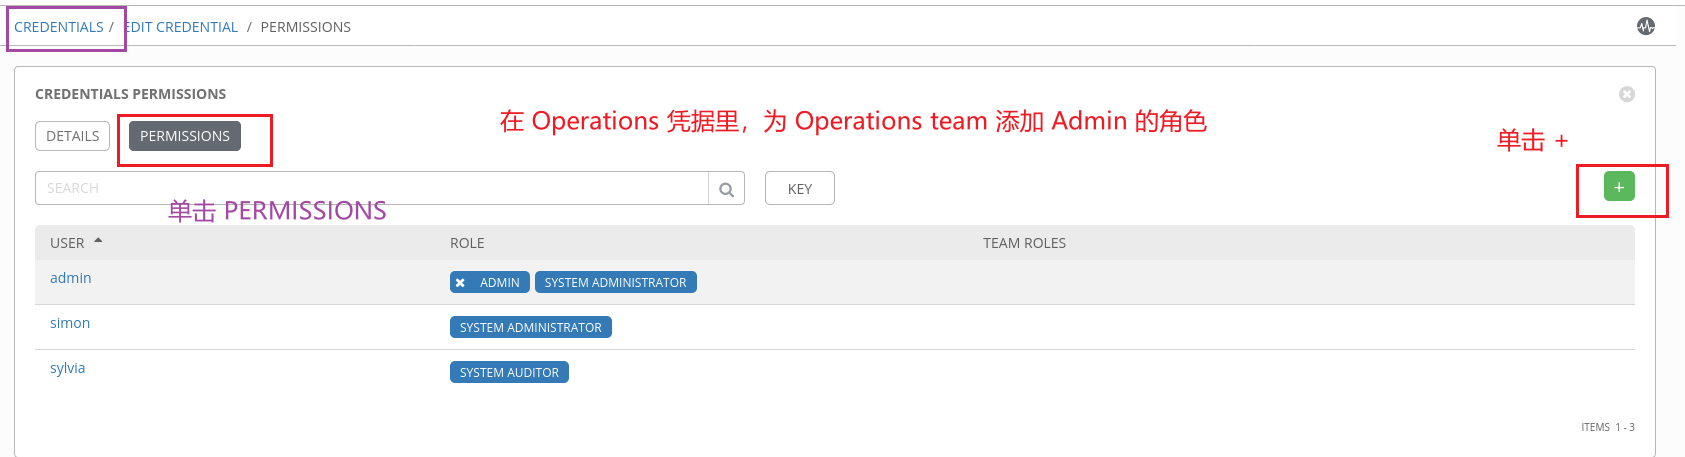 CREDENTIALS / EDIT CREDENTIAL / PERMISSIONS
CREDENTIALS PERMISSIONS
在 Operations 凭据里，为 Operations team 添加 Admin 的角色
DETAILS PERMISSIONS
单击 +
SEARCH KEY +
单击 PERMISSIONS
USER ROLE TEAM ROLES
admin ADMIN SYSTEM ADMINISTRATOR
simon SYSTEM ADMINISTRATOR
sylvia SYSTEM AUDITOR
ITEMS 1 - 3